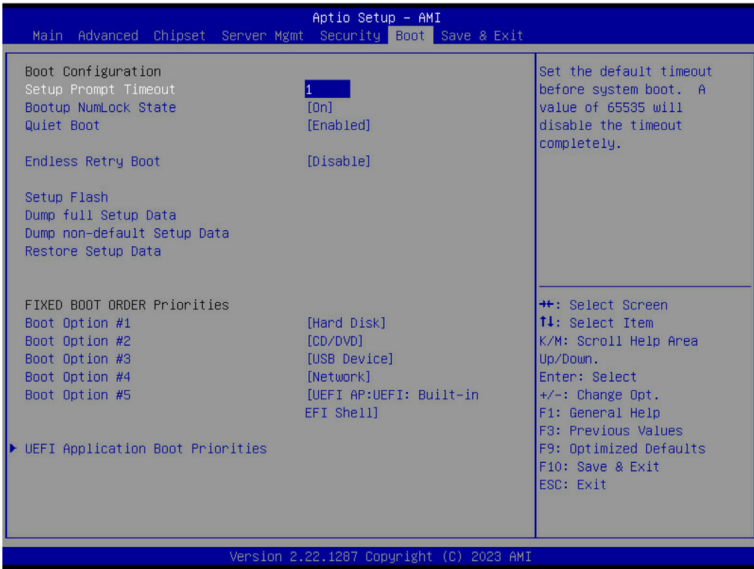 Aptio Setup – AMI
Main Advanced Chipset Server Mgmt Security Boot Save & Exit
Boot Configuration
Setup Prompt Timeout 1
Bootup NumLock State [On]
Quiet Boot [Enabled]
Endless Retry Boot [Disable]
Setup Flash
Dump full Setup Data
Dump non-default Setup Data
Restore Setup Data
FIXED BOOT ORDER Priorities
Boot Option #1 [Hard Disk]
Boot Option #2 [CD/DVD]
Boot Option #3 [USB Device]
Boot Option #4 [Network]
Boot Option #5 [UEFI AP:UEFI: Built-in
EFI Shell]
UEFI Application Boot Priorities
Set the default timeout
before system boot. A
value of 65535 will
disable the timeout
completely.
→←: Select Screen
↑↓: Select Item
K/M: Scroll Help Area
Up/Down.
Enter: Select
+/-: Change Opt.
F1: General Help
F3: Previous Values
F9: Optimized Defaults
F10: Save & Exit
ESC: Exit
Version 2.22.1287 Copyright (C) 2023 AMI